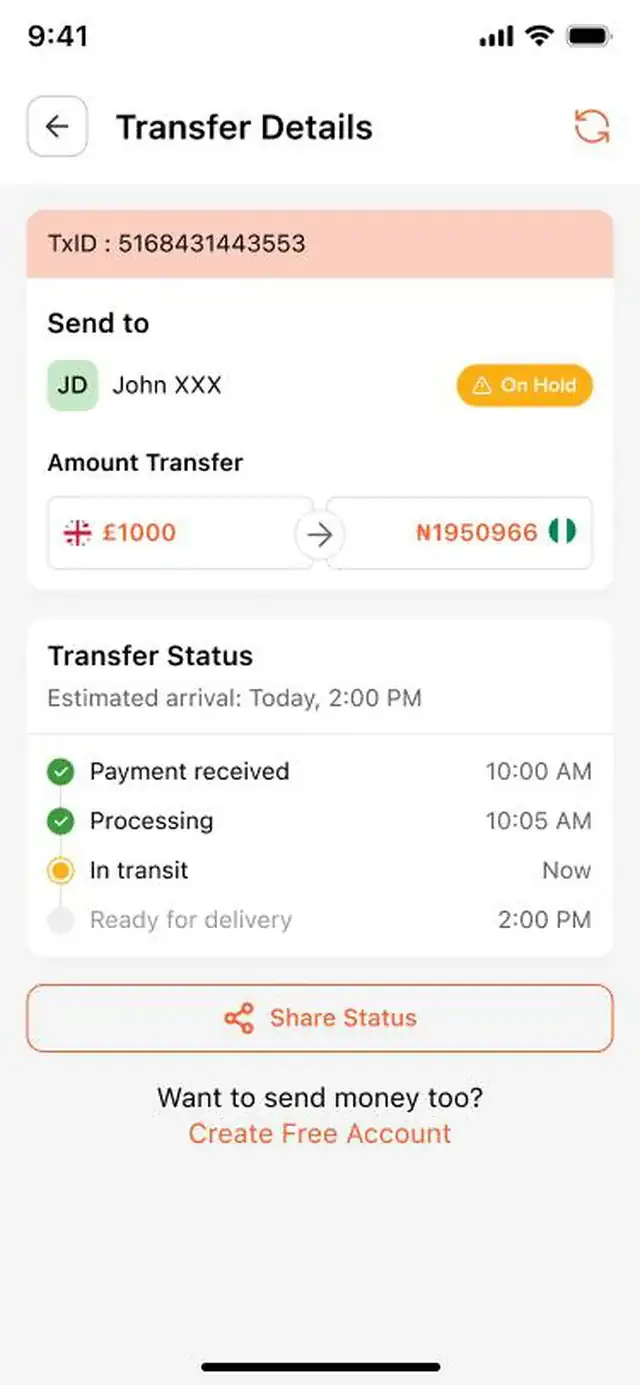 9:41
Transfer Details
TxID : 5168431443553
Send to
JD John XXX On Hold
Amount Transfer
£1000 ₦1950966
Transfer Status
Estimated arrival: Today, 2:00 PM
Payment received 10:00 AM
Processing 10:05 AM
In transit Now
Ready for delivery 2:00 PM
Share Status
Want to send money too?
Create Free Account